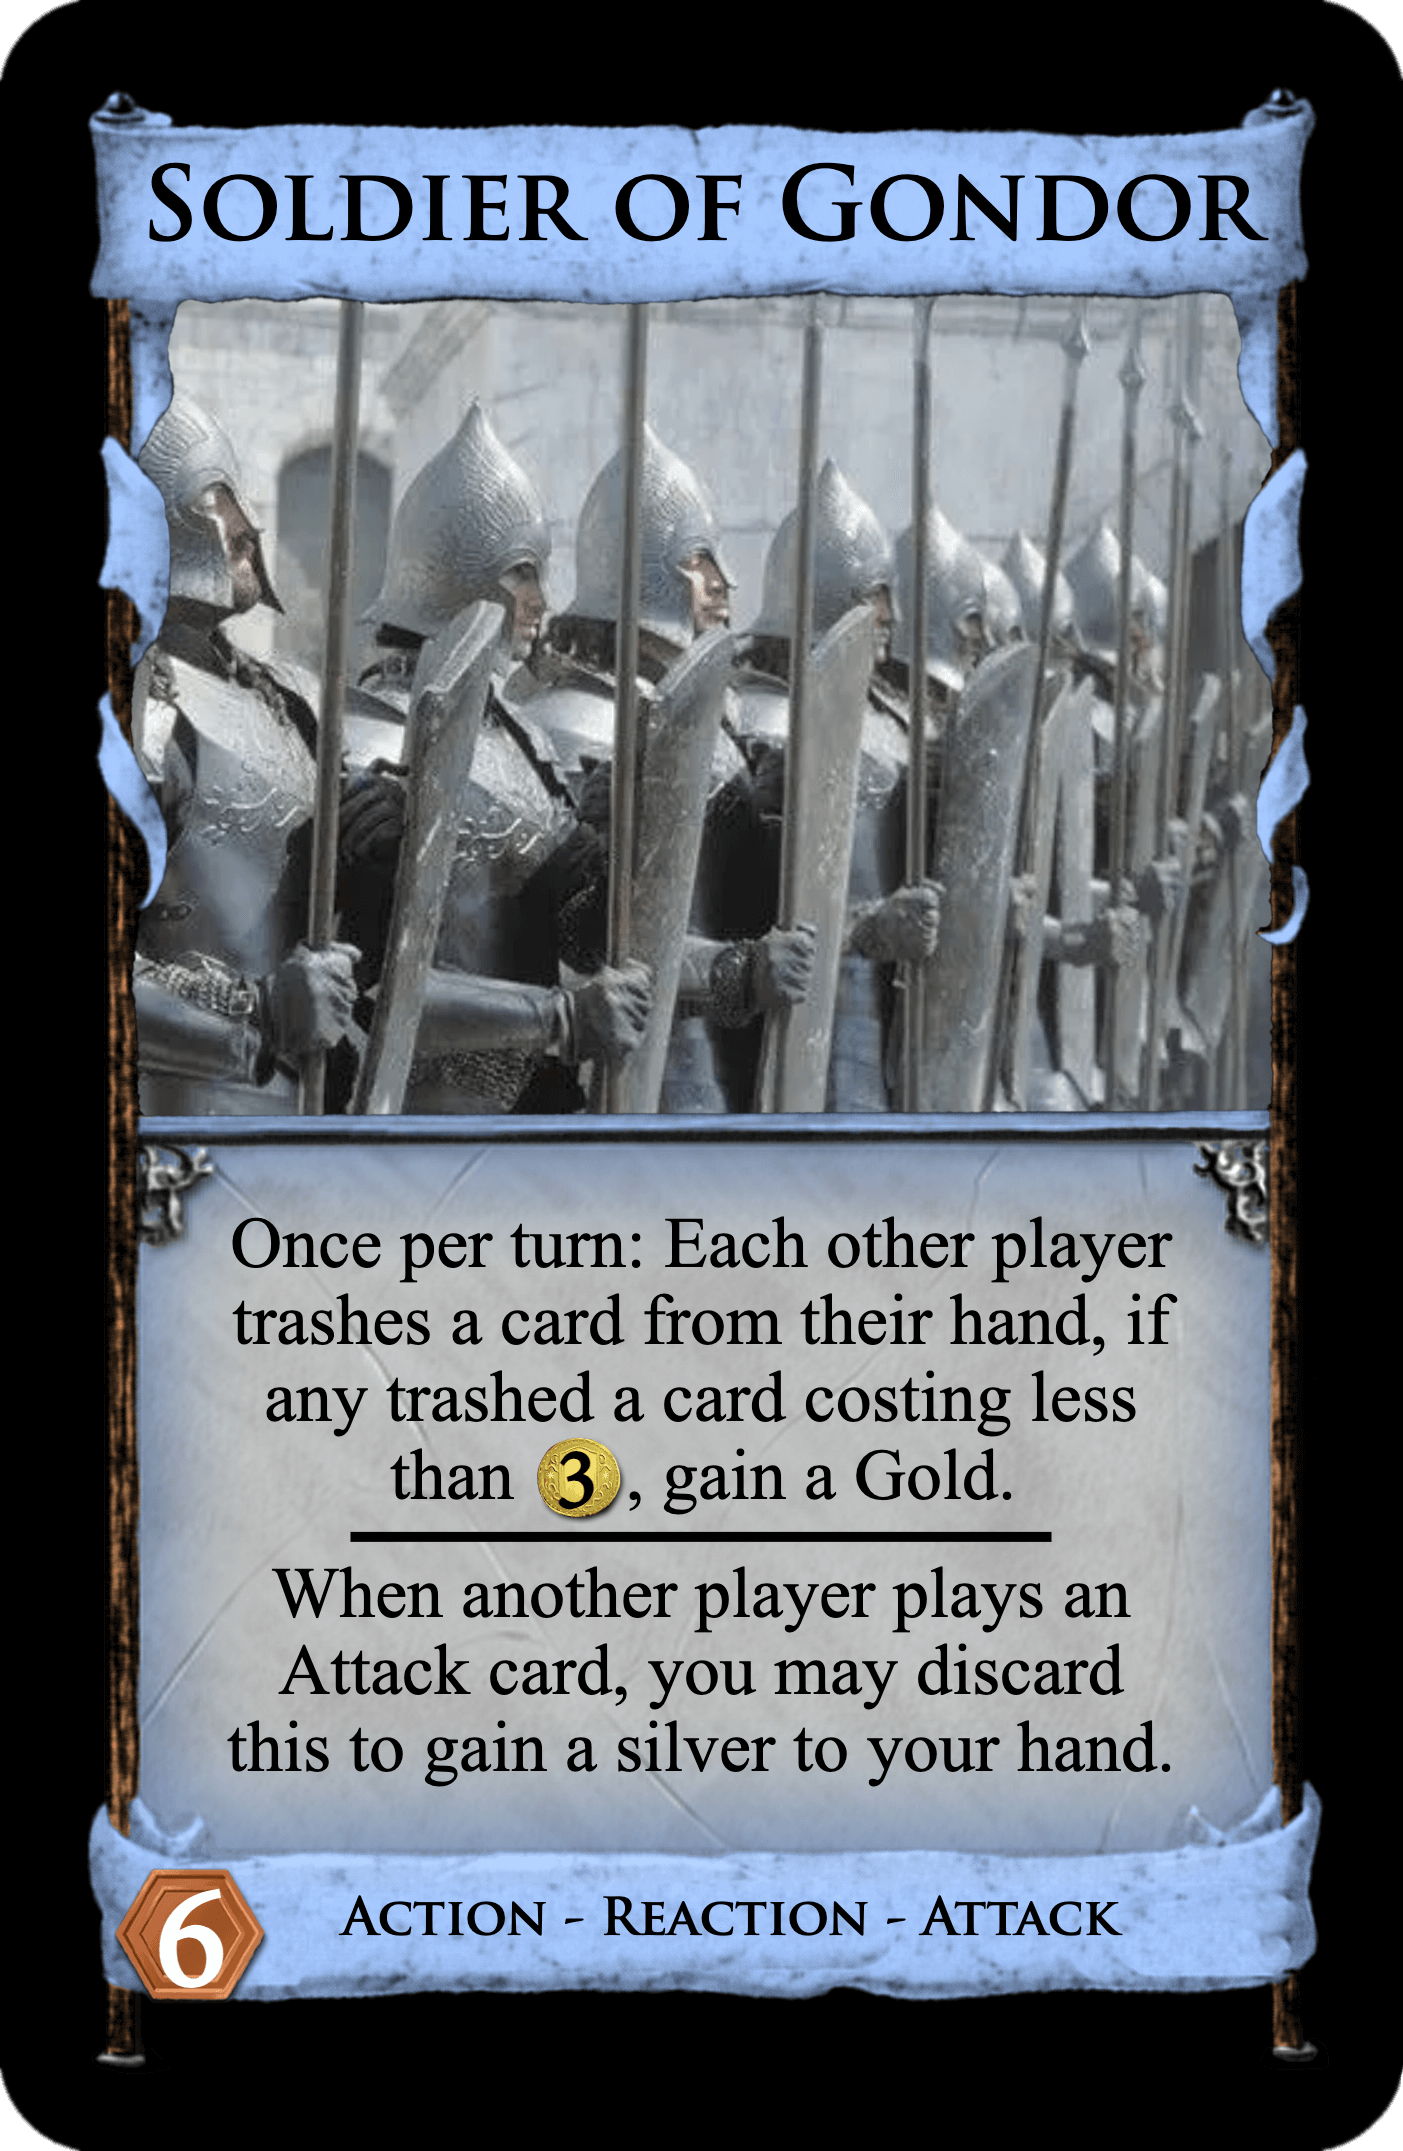 Soldier of Gondor
Once per turn: Each other player
trashes a card from their hand, if
any trashed a card costing less
than 3, gain a Gold.
When another player plays an
Attack card, you may discard
this to gain a silver to your hand.
6
Action - Reaction - Attack